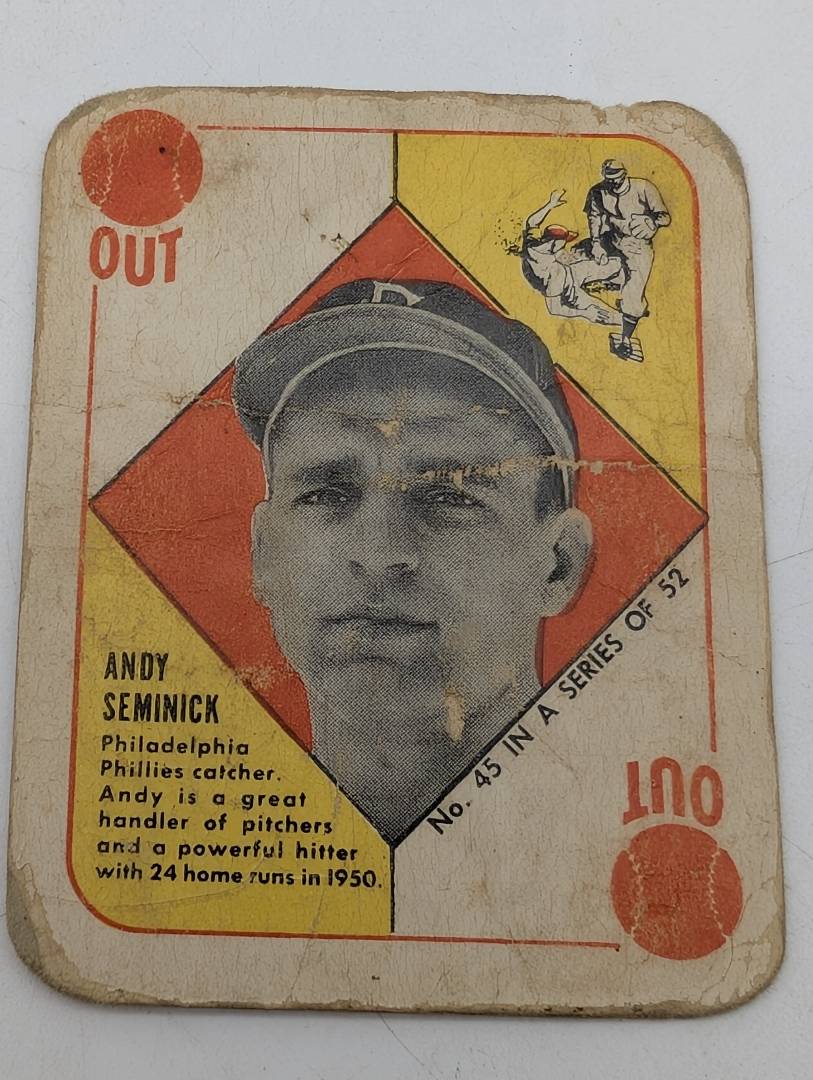 OUT
ANDY
SEMINICK
Philadelphia
Phillies catcher.
Andy is a great
handler of pitchers
and a powerful hitter
with 24 home runs in 1950.
No. 45 IN A SERIES OF 52
OUT